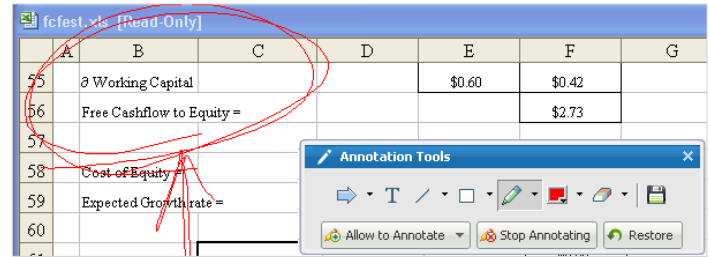 fcfest.xls [Read-Only]
A B C D E F G
55 ∂ Working Capital $0.60 $0.42
56 Free Cashflow to Equity = $2.73
57
58 Cost of Equity =
59 Expected Growth rate =
60
Annotation Tools
T
Allow to Annotate Stop Annotating Restore